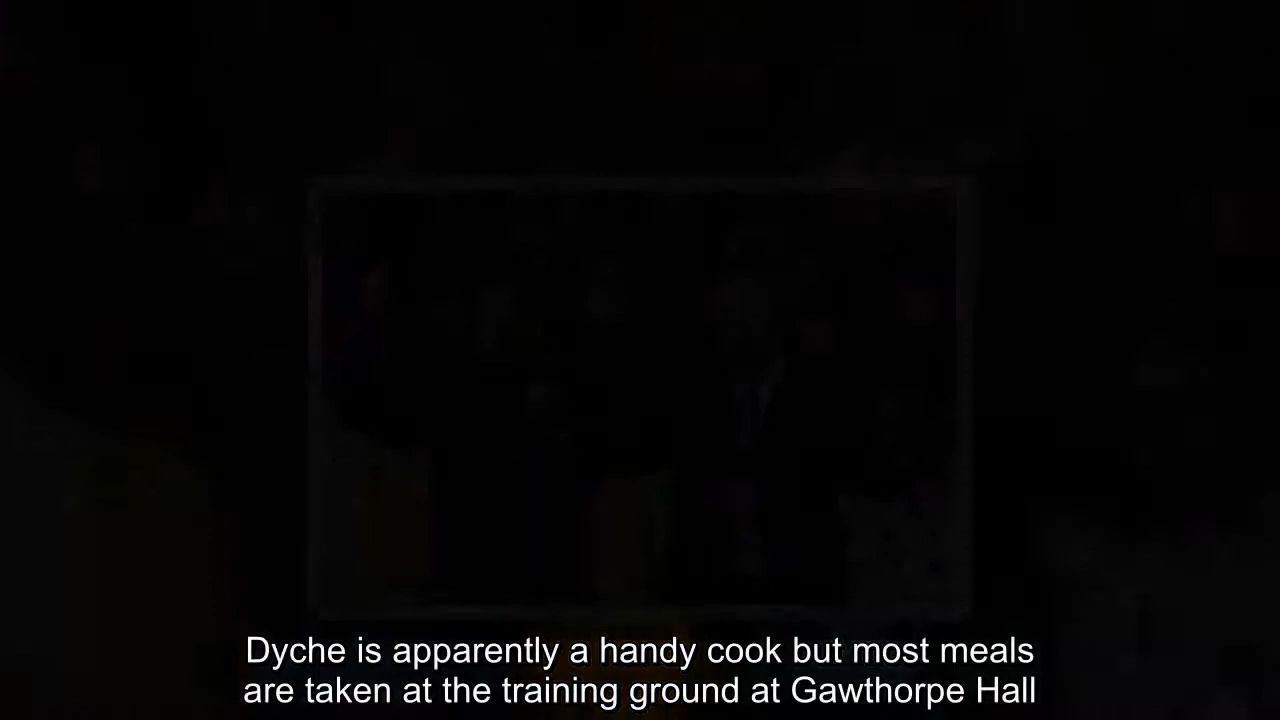 Dyche is apparently a handy cook but most meals
are taken at the training ground at Gawthorpe Hall